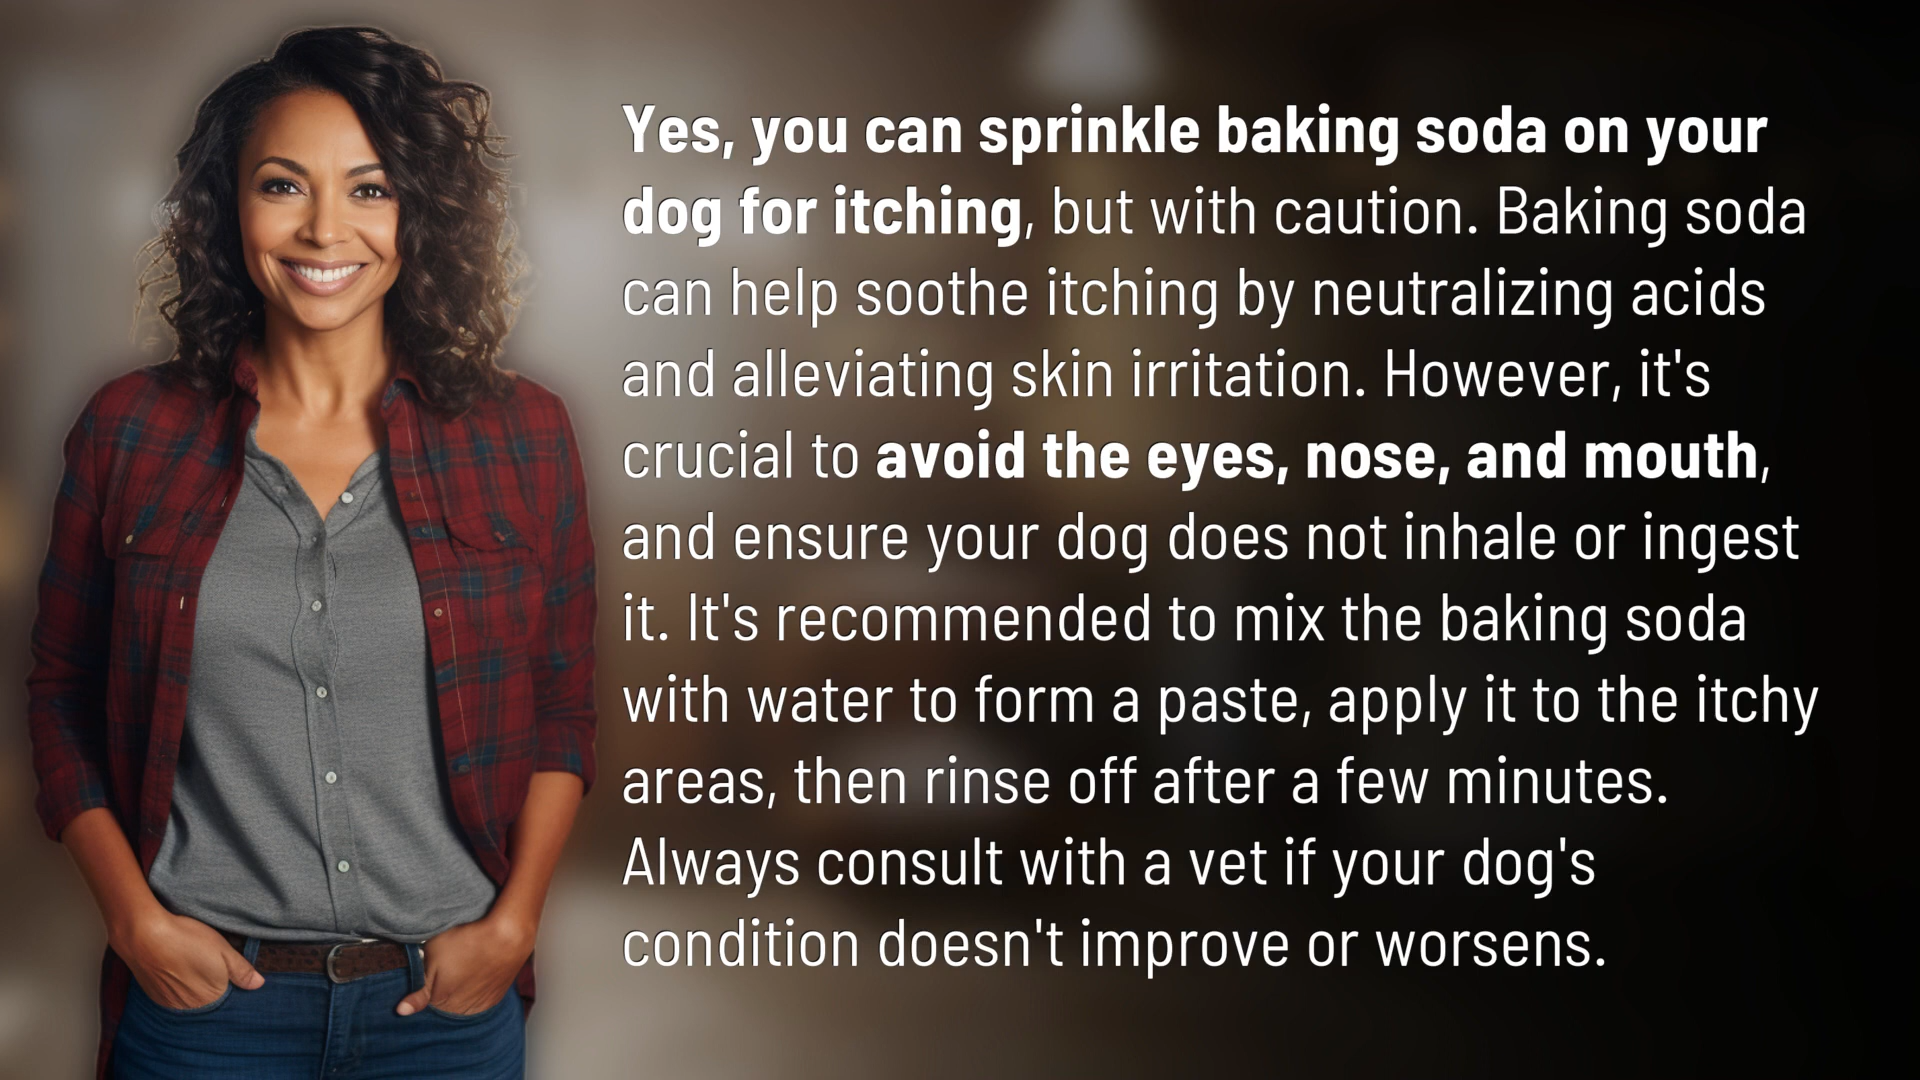 Yes, you can sprinkle baking soda on your
dog for itching, but with caution. Baking soda
can help soothe itching by neutralizing acids
and alleviating skin irritation. However, it's
crucial to avoid the eyes, nose, and mouth,
and ensure your dog does not inhale or ingest
it. It's recommended to mix the baking soda
with water to form a paste, apply it to the itchy
areas, then rinse off after a few minutes.
Always consult with a vet if your dog's
condition doesn't improve or worsens.